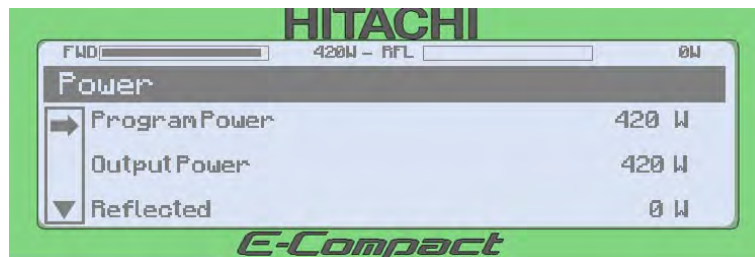 HITACHI
FWD 420W - RFL 0W
Power
Program Power 420 W
Output Power 420 W
Reflected 0 W
E-Compact